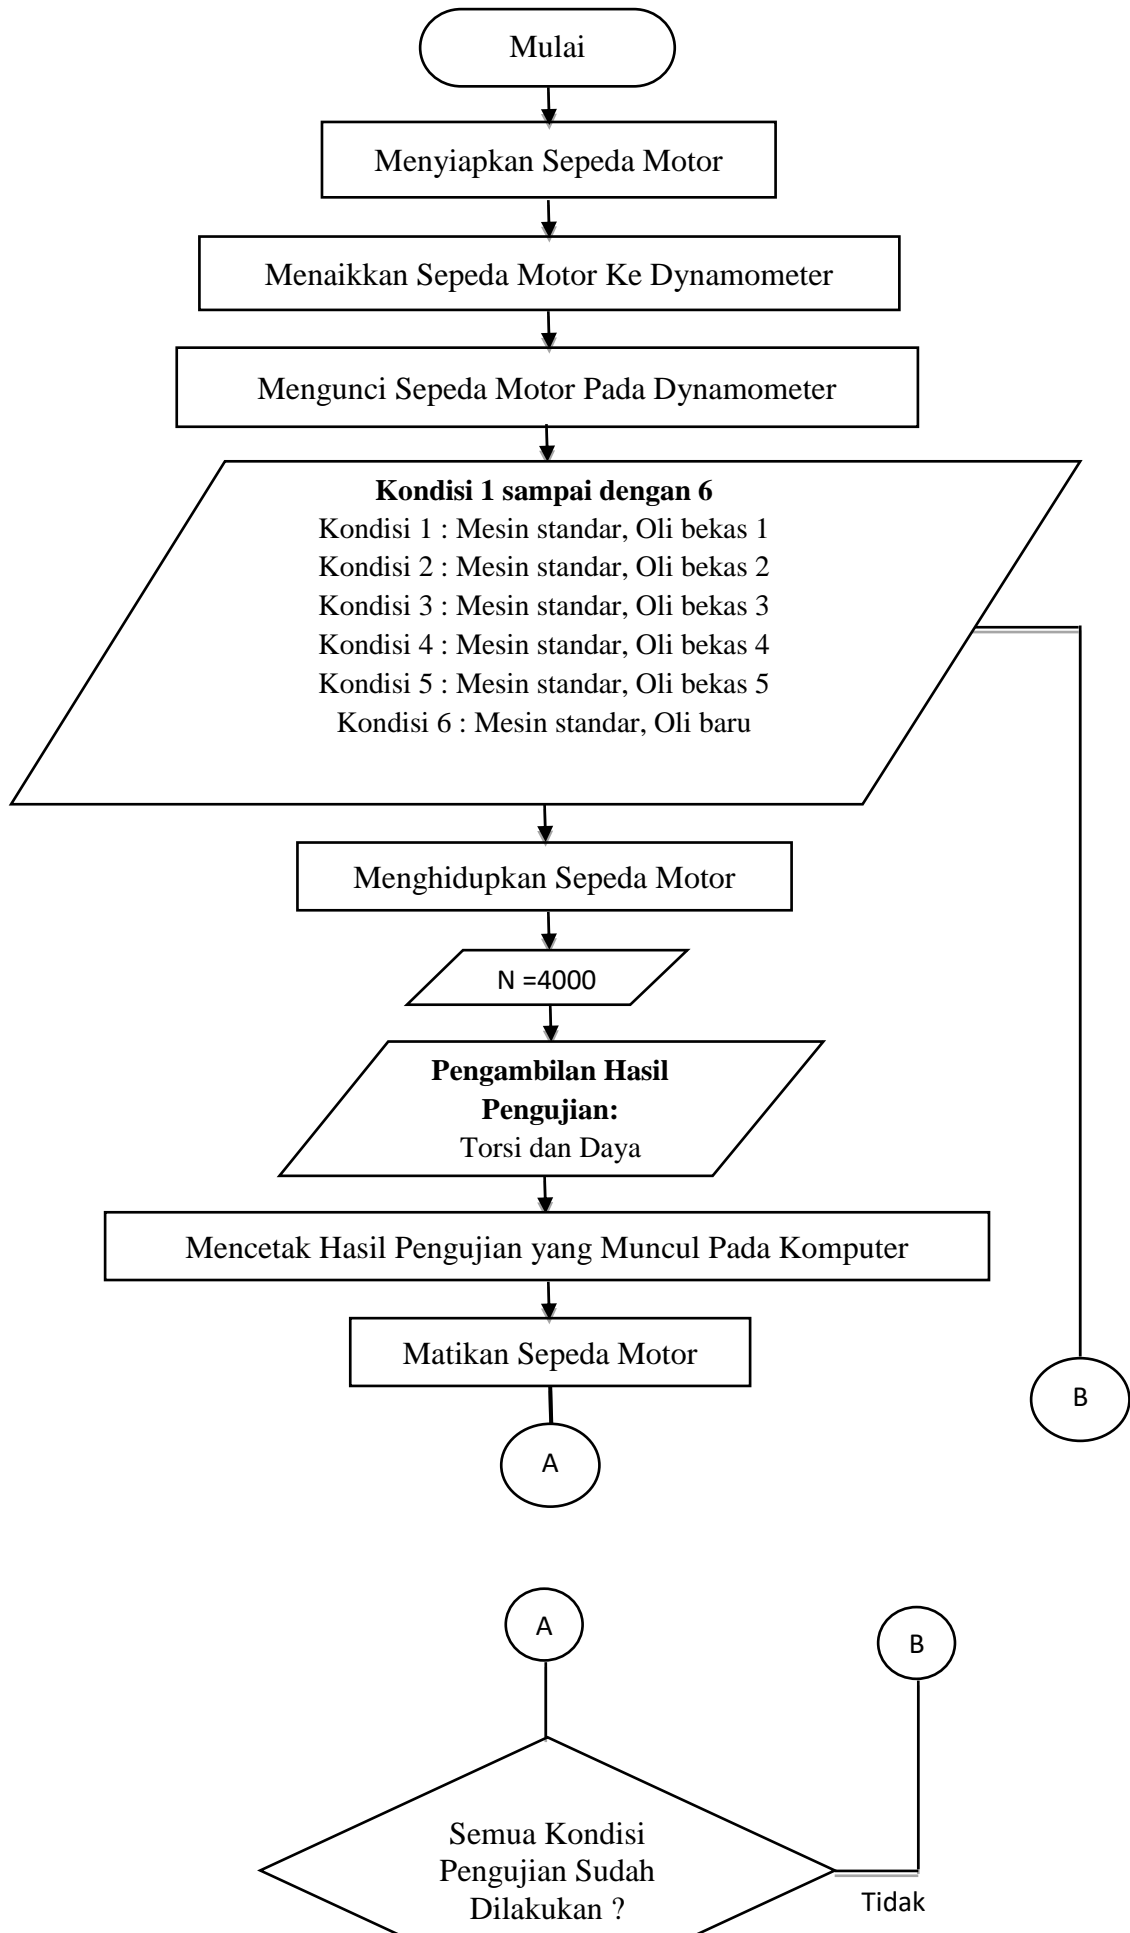 Mulai
Menyiapkan Sepeda Motor
Menaikkan Sepeda Motor Ke Dynamometer
Mengunci Sepeda Motor Pada Dynamometer
Kondisi 1 sampai dengan 6
Kondisi 1 : Mesin standar, Oli bekas 1
Kondisi 2 : Mesin standar, Oli bekas 2
Kondisi 3 : Mesin standar, Oli bekas 3
Kondisi 4 : Mesin standar, Oli bekas 4
Kondisi 5 : Mesin standar, Oli bekas 5
Kondisi 6 : Mesin standar, Oli baru
Menghidupkan Sepeda Motor
N =4000
Pengambilan Hasil
Pengujian:
Torsi dan Daya
Mencetak Hasil Pengujian yang Muncul Pada Komputer
Matikan Sepeda Motor
B
A
A
B
Semua Kondisi
Pengujian Sudah
Dilakukan ?
Tidak